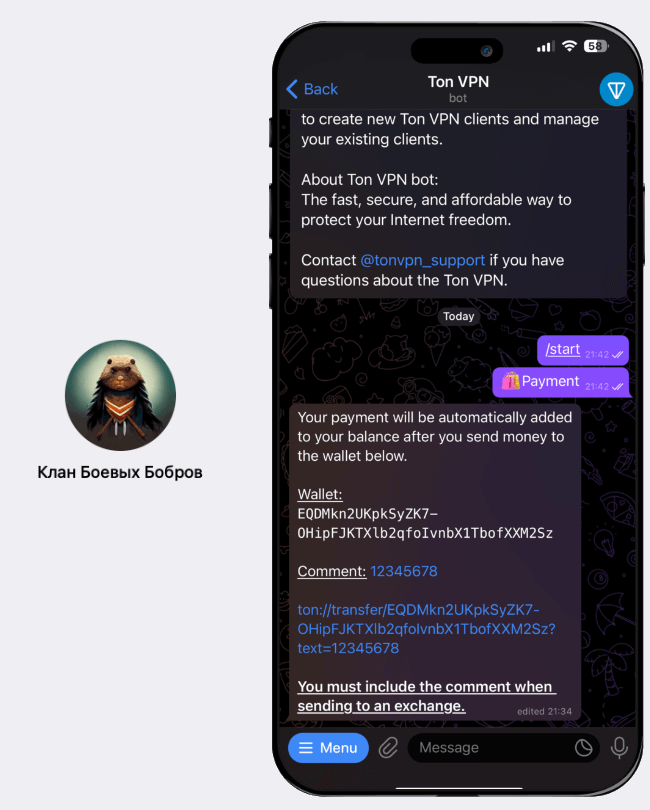 58
Back
Ton VPN
bot
to create new Ton VPN clients and manage
your existing clients.
About Ton VPN bot:
The fast, secure, and affordable way to
protect your Internet freedom.
Contact @tonvpn_support if you have
questions about the Ton VPN.
Today
/start 21:42
Payment 21:42
Your payment will be automatically added
to your balance after you send money to
the wallet below.
Wallet:
EQDMkn2UKpkSyZK7-
OHipFJKTXlb2qfoIvnbX1TbofXXM2Sz
Comment: 12345678
ton://transfer/EQDMkn2UKpkSyZK7-
OHipFJKTXlb2qfoIvnbX1TbofXXM2Sz?
text=12345678
You must include the comment when
sending to an exchange.
edited 21:34
Menu
Message
Клан Боевых Бобров